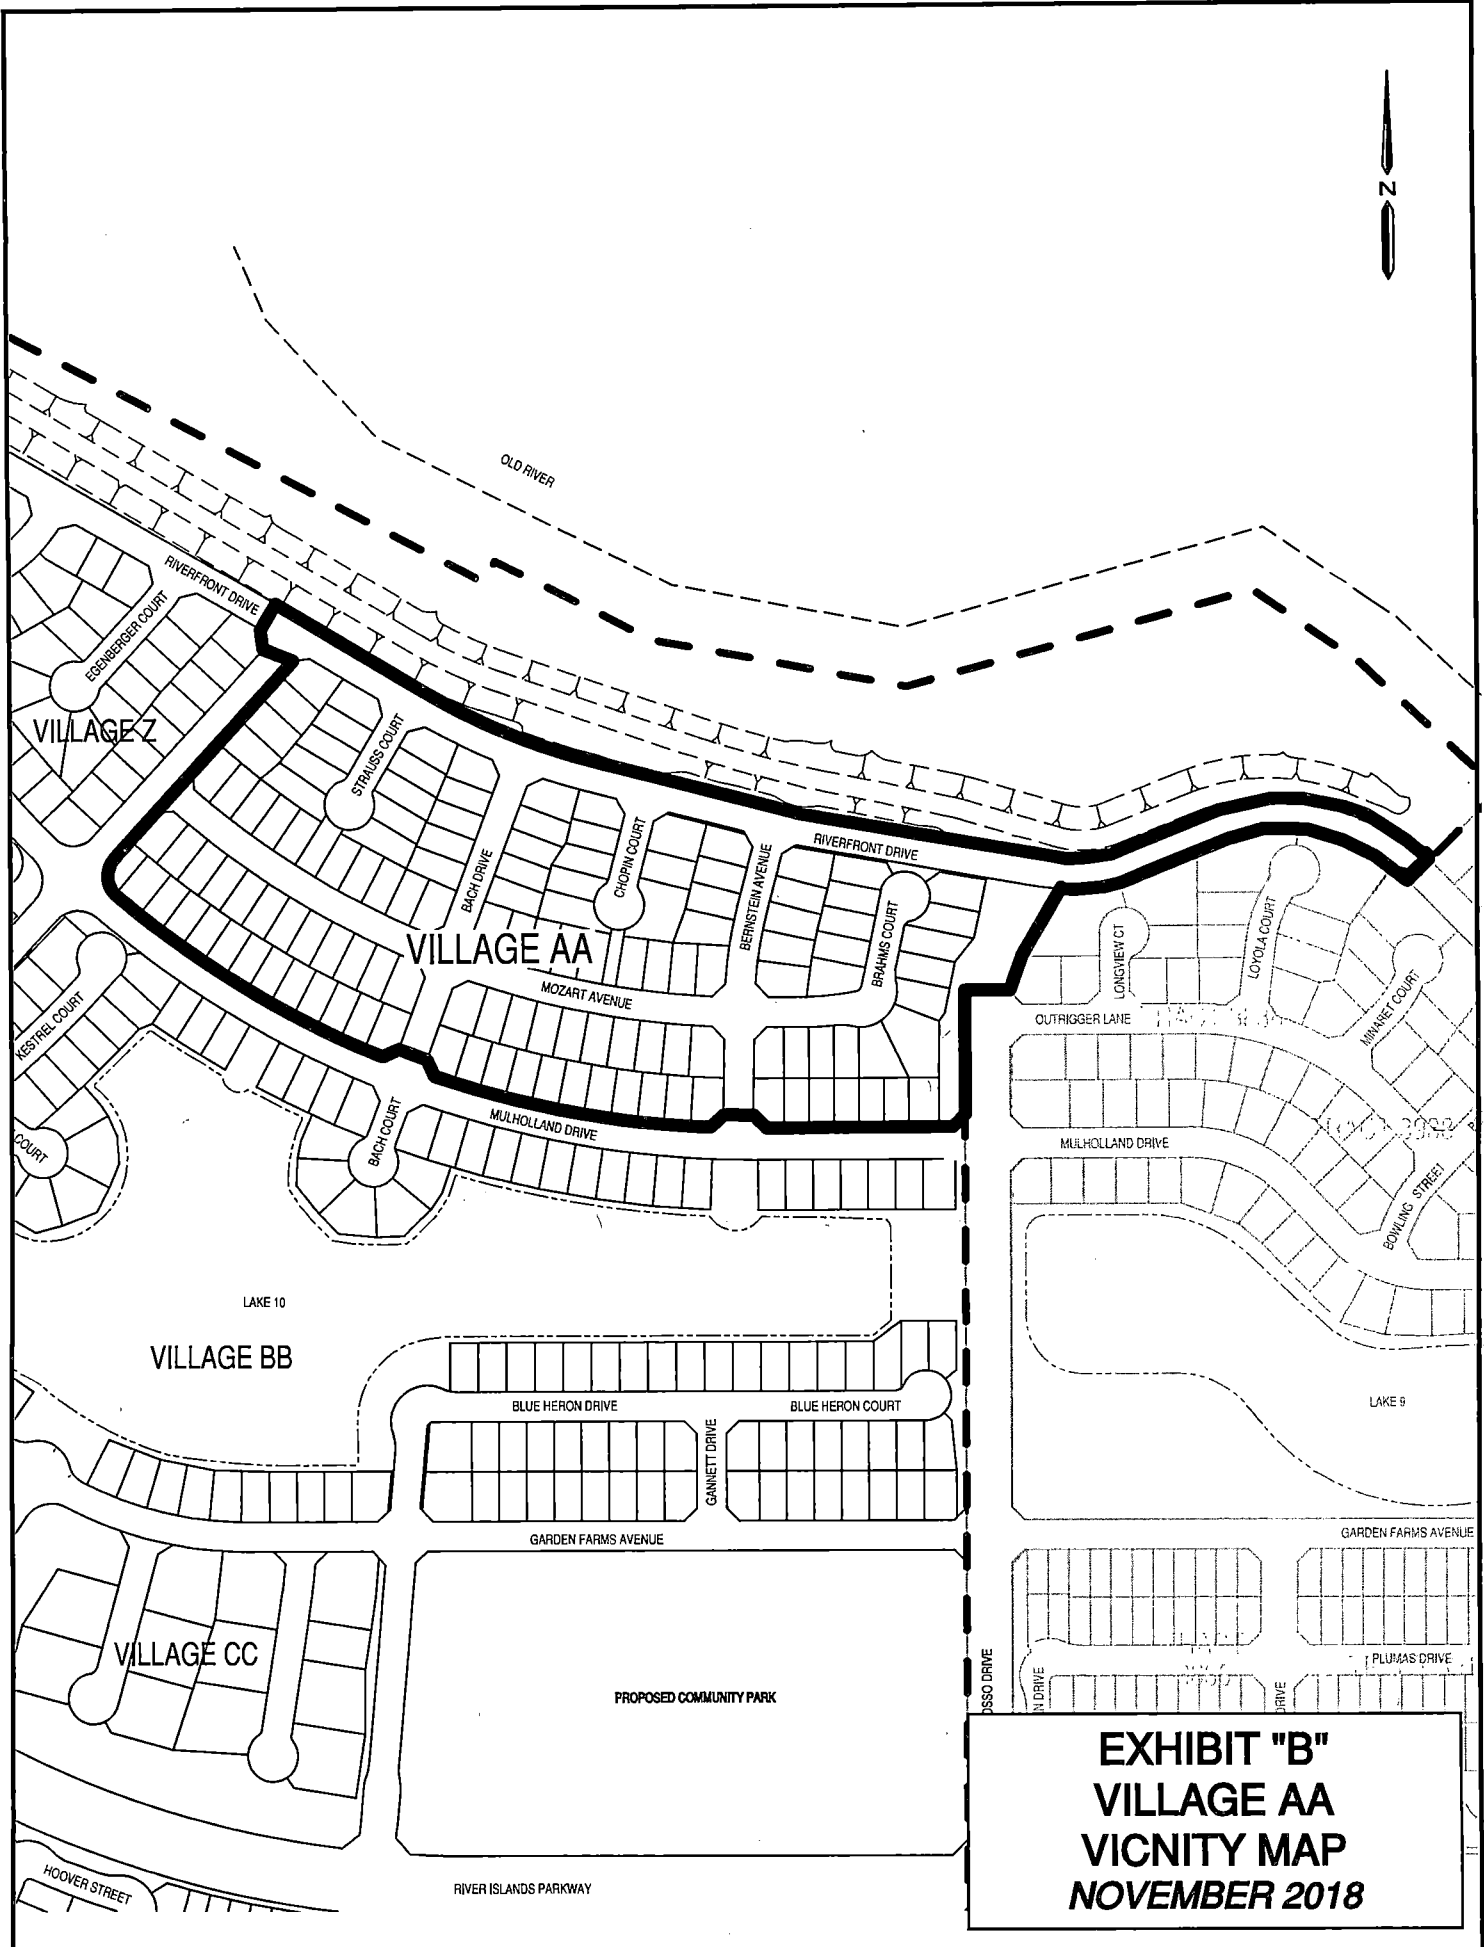 N
OLD RIVER
RIVERFRONT DRIVE
EGENBERGER COURT
VILLAGE Z
STRAUSS COURT
BACH DRIVE
CHOPIN COURT
BERNSTEIN AVENUE
RIVERFRONT DRIVE
BRAHMS COURT
VILLAGE AA
MOZART AVENUE
LONGVIEW CT
LOYOLA COURT
MINARET COURT
OUTRIGGER LANE
KESTREL COURT
COURT
BACH COURT
MULHOLLAND DRIVE
MULHOLLAND DRIVE
BOWLING STREET
LAKE 10
VILLAGE BB
BLUE HERON DRIVE
BLUE HERON COURT
LAKE 9
GANNETT DRIVE
GARDEN FARMS AVENUE
GARDEN FARMS AVENUE
VILLAGE CC
PROPOSED COMMUNITY PARK
OSSO DRIVE
N DRIVE
DRIVE
PLUMAS DRIVE
HOOVER STREET
RIVER ISLANDS PARKWAY
EXHIBIT "B"
VILLAGE AA
VICNITY MAP
NOVEMBER 2018